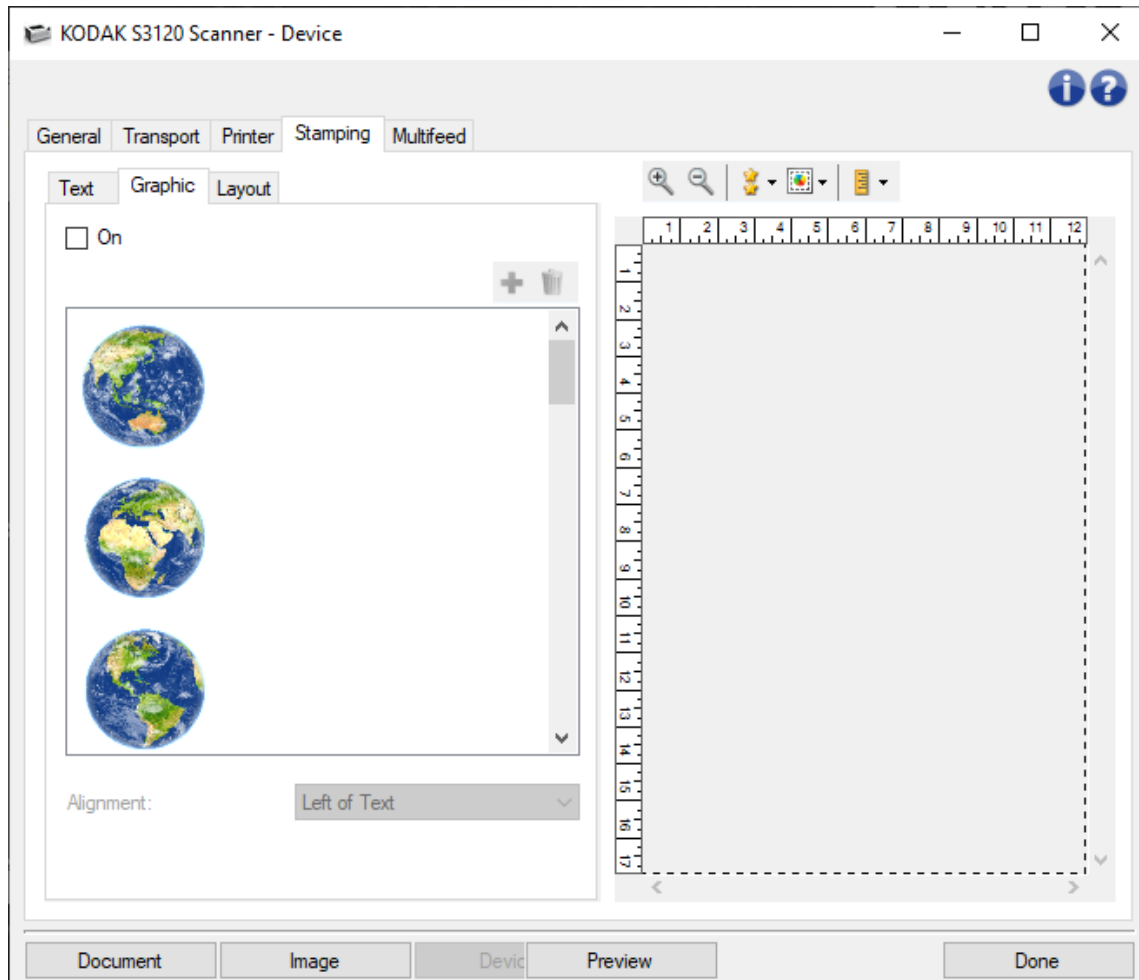 KODAK S3120 Scanner - Device
General Transport Printer Stamping Multifeed
Text Graphic Layout
On
1 2 3 4 5 6 7 8 9 10 11 12
1
2
3
4
5
6
7
8
9
10
11
12
13
14
15
16
17
Alignment: Left of Text
Document Image Devic Preview Done